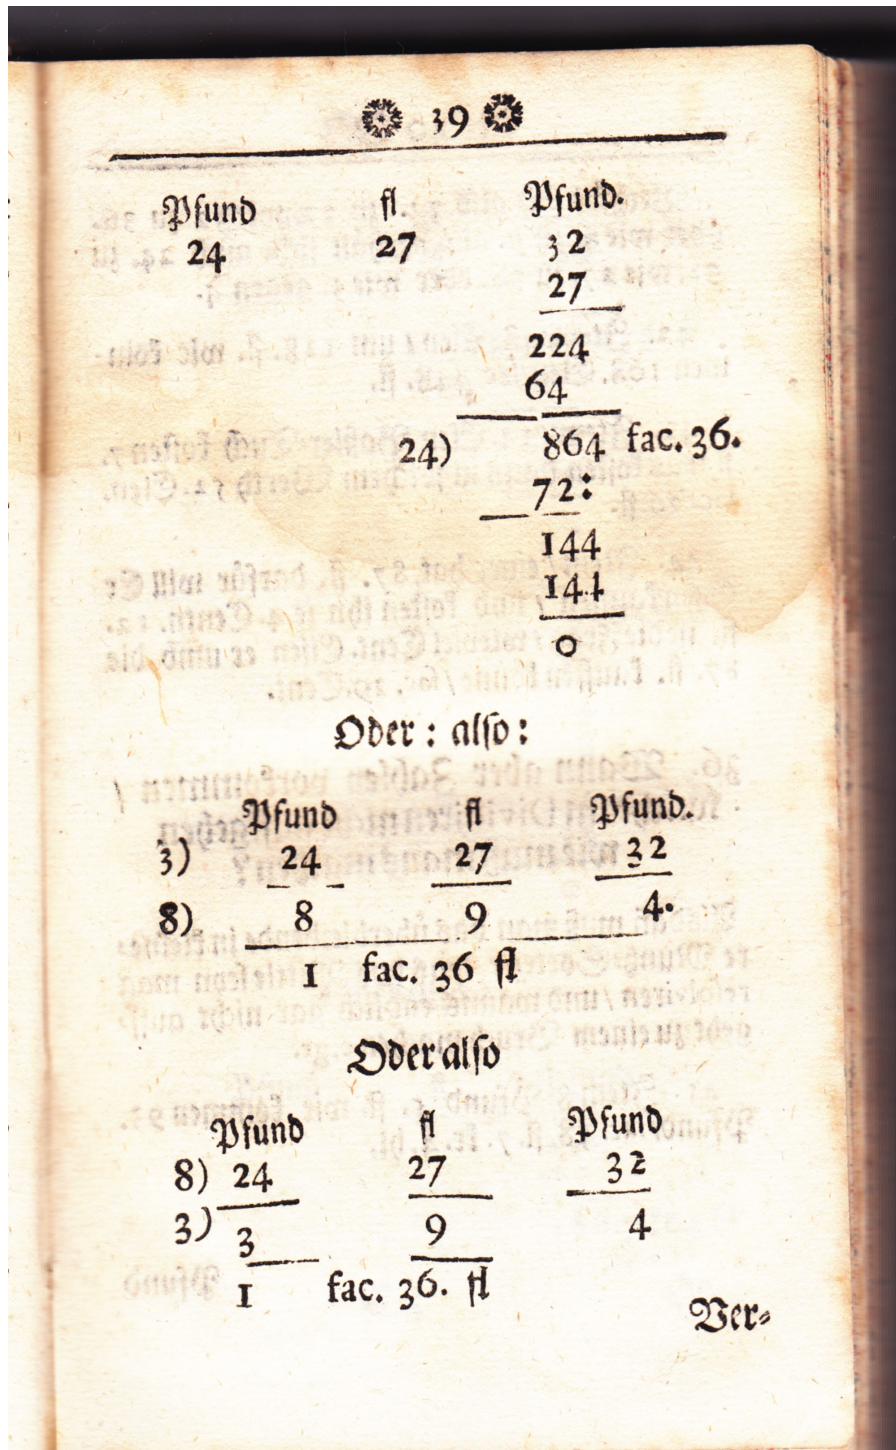 39
Pfund fl Pfund.
24 27 32
27
224
64
24) 864 fac. 36.
72:
144
144
0
Oder: also:
Pfund fl Pfund.
3) 24 27 32
8) 8 9 4.
1 fac. 36 fl
Oder also
Pfund fl Pfund
8) 24 27 32
3) 3 9 4
1 fac. 36. fl
Ver-